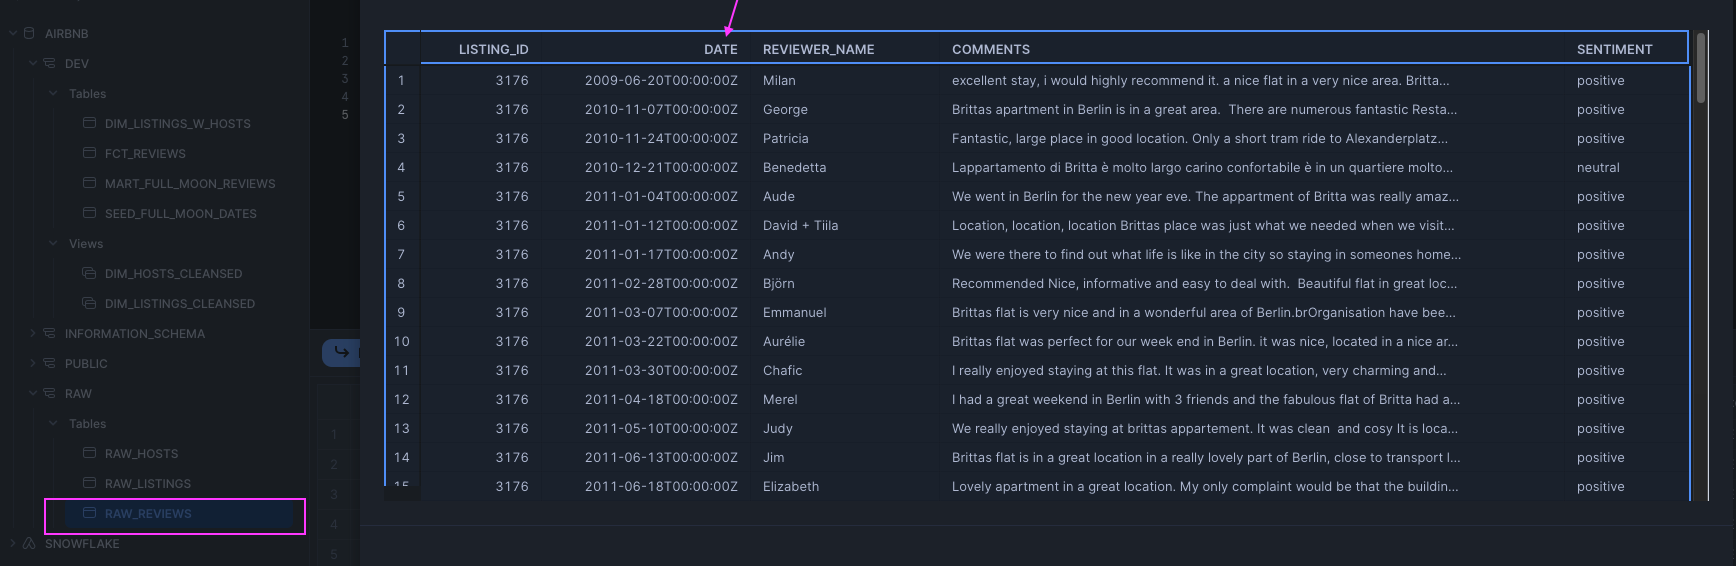 AIRBNB
DEV
Tables
DIM_LISTINGS_W_HOSTS
FCT_REVIEWS
MART_FULL_MOON_REVIEWS
SEED_FULL_MOON_DATES
Views
DIM_HOSTS_CLEANSED
DIM_LISTINGS_CLEANSED
INFORMATION_SCHEMA
PUBLIC
RAW
Tables
RAW_HOSTS
RAW_LISTINGS
RAW_REVIEWS
SNOWFLAKE
1
2
3
4
5
1
2
3
4
5
LISTING_ID DATE REVIEWER_NAME COMMENTS SENTIMENT
1 3176 2009-06-20T00:00:00Z Milan excellent stay, i would highly recommend it. a nice flat in a very nice area. Britta... positive
2 3176 2010-11-07T00:00:00Z George Brittas apartment in Berlin is in a great area.  There are numerous fantastic Resta... positive
3 3176 2010-11-24T00:00:00Z Patricia Fantastic, large place in good location. Only a short tram ride to Alexanderplatz... positive
4 3176 2010-12-21T00:00:00Z Benedetta Lappartamento di Britta è molto largo carino confortabile è in un quartiere molto... neutral
5 3176 2011-01-04T00:00:00Z Aude We went in Berlin for the new year eve. The appartment of Britta was really amaz... positive
6 3176 2011-01-12T00:00:00Z David + Tiila Location, location, location Brittas place was just what we needed when we visit... positive
7 3176 2011-01-17T00:00:00Z Andy We were there to find out what life is like in the city so staying in someones home... positive
8 3176 2011-02-28T00:00:00Z Björn Recommended Nice, informative and easy to deal with.  Beautiful flat in great loc... positive
9 3176 2011-03-07T00:00:00Z Emmanuel Brittas flat is very nice and in a wonderful area of Berlin.brOrganisation have bee... positive
10 3176 2011-03-22T00:00:00Z Aurélie Brittas flat was perfect for our week end in Berlin. it was nice, located in a nice ar... positive
11 3176 2011-03-30T00:00:00Z Chafic I really enjoyed staying at this flat. It was in a great location, very charming and... positive
12 3176 2011-04-18T00:00:00Z Merel I had a great weekend in Berlin with 3 friends and the fabulous flat of Britta had a... positive
13 3176 2011-05-10T00:00:00Z Judy We really enjoyed staying at brittas appartement. It was clean  and cosy It is loca... positive
14 3176 2011-06-13T00:00:00Z Jim Brittas flat is in a great location in a really lovely part of Berlin, close to transport l... positive
15 3176 2011-06-18T00:00:00Z Elizabeth Lovely apartment in a great location. My only complaint would be that the buildin... positive